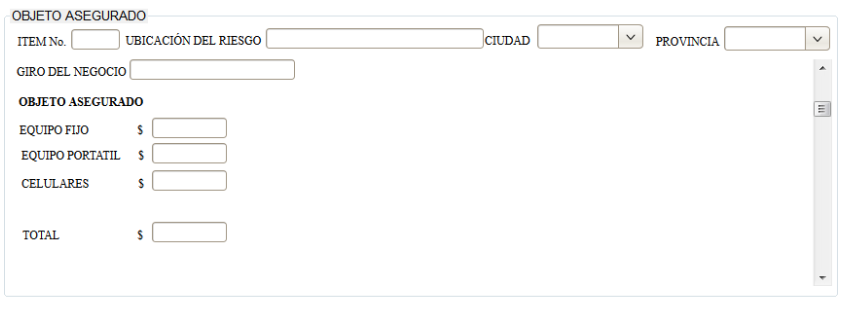 OBJETO ASEGURADO
ITEM No. UBICACIÓN DEL RIESGO CIUDAD PROVINCIA
GIRO DEL NEGOCIO
OBJETO ASEGURADO
EQUIPO FIJO $
EQUIPO PORTATIL $
CELULARES $
TOTAL $